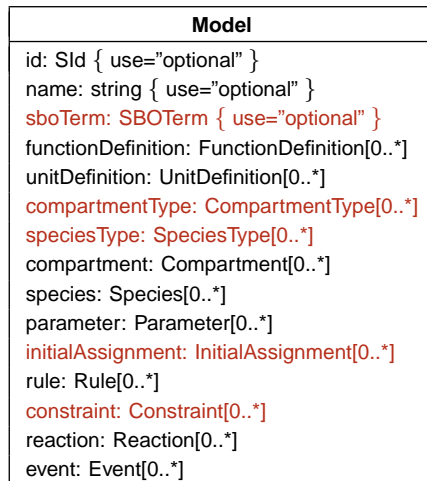 Model
id: SId { use=”optional” }
name: string { use=”optional” }
sboTerm: SBOTerm { use=”optional” }
functionDefinition: FunctionDefinition[0..*]
unitDefinition: UnitDefinition[0..*]
compartmentType: CompartmentType[0..*]
speciesType: SpeciesType[0..*]
compartment: Compartment[0..*]
species: Species[0..*]
parameter: Parameter[0..*]
initialAssignment: InitialAssignment[0..*]
rule: Rule[0..*]
constraint: Constraint[0..*]
reaction: Reaction[0..*]
event: Event[0..*]